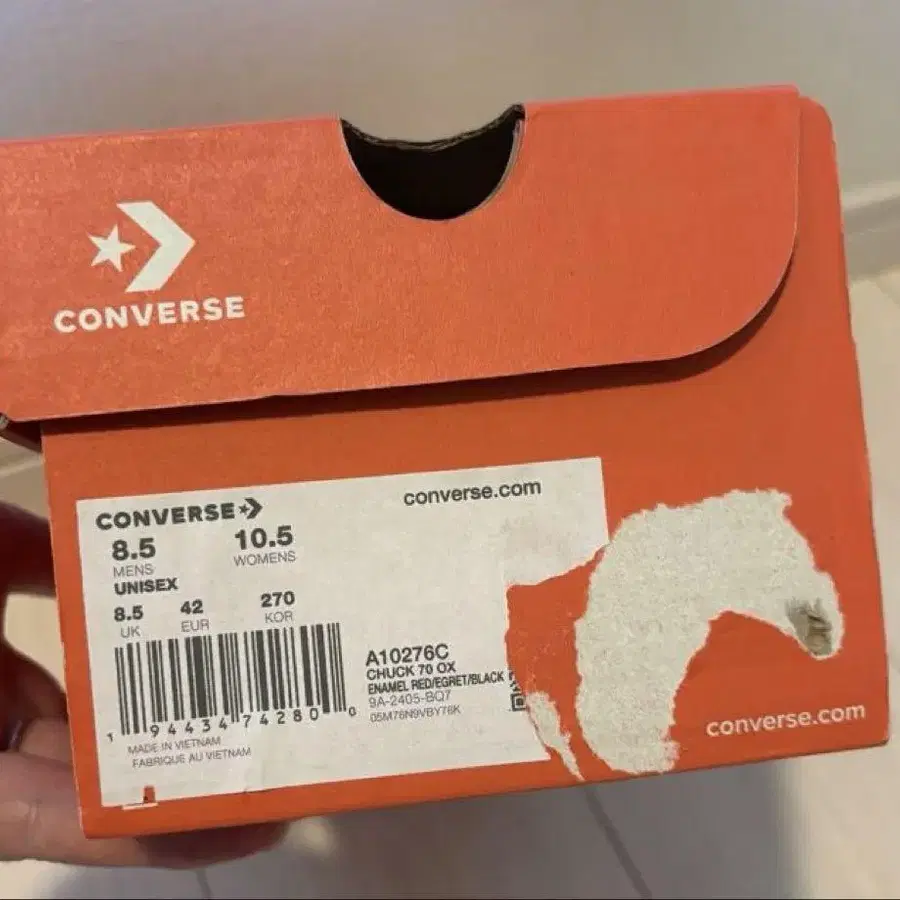 CONVERSE
CONVERSE
converse.com
8.5 10.5
MENS WOMENS
UNISEX
8.5 42 270
UK EUR KOR
1 94434 74280 0
A10276C
CHUCK 70 OX
ENAMEL RED/EGRET/BLACK
9A-2405-BQ7
05M76N9VBY76K
MADE IN VIETNAM
FABRIQUE AU VIETNAM
converse.com